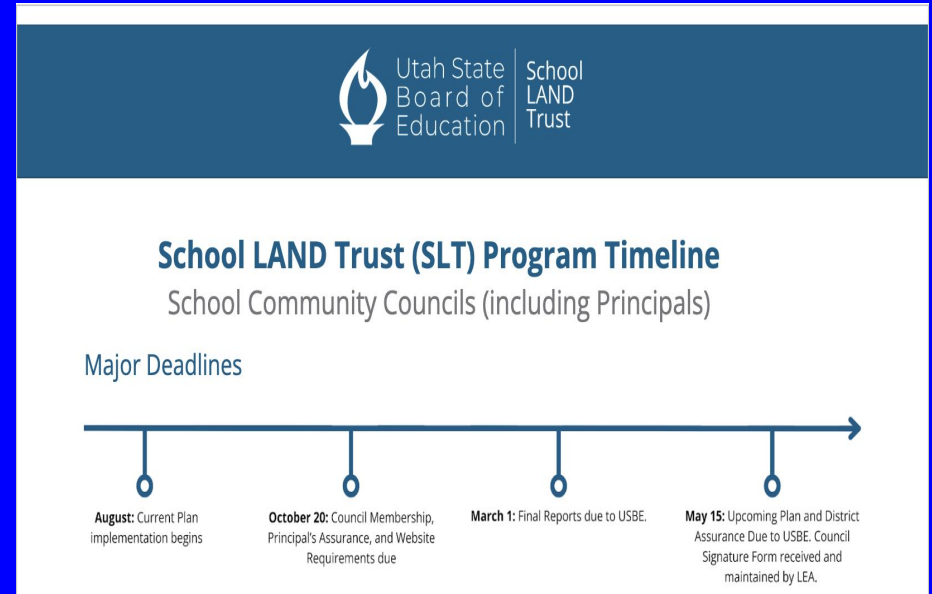 Utah State
Board of
Education
School
LAND
Trust
School LAND Trust (SLT) Program Timeline
School Community Councils (including Principals)
Major Deadlines
August: Current Plan
implementation begins
October 20: Council Membership,
Principal's Assurance, and Website
Requirements due
March 1: Final Reports due to USBE.
May 15: Upcoming Plan and District
Assurance Due to USBE. Council
Signature Form received and
maintained by LEA.